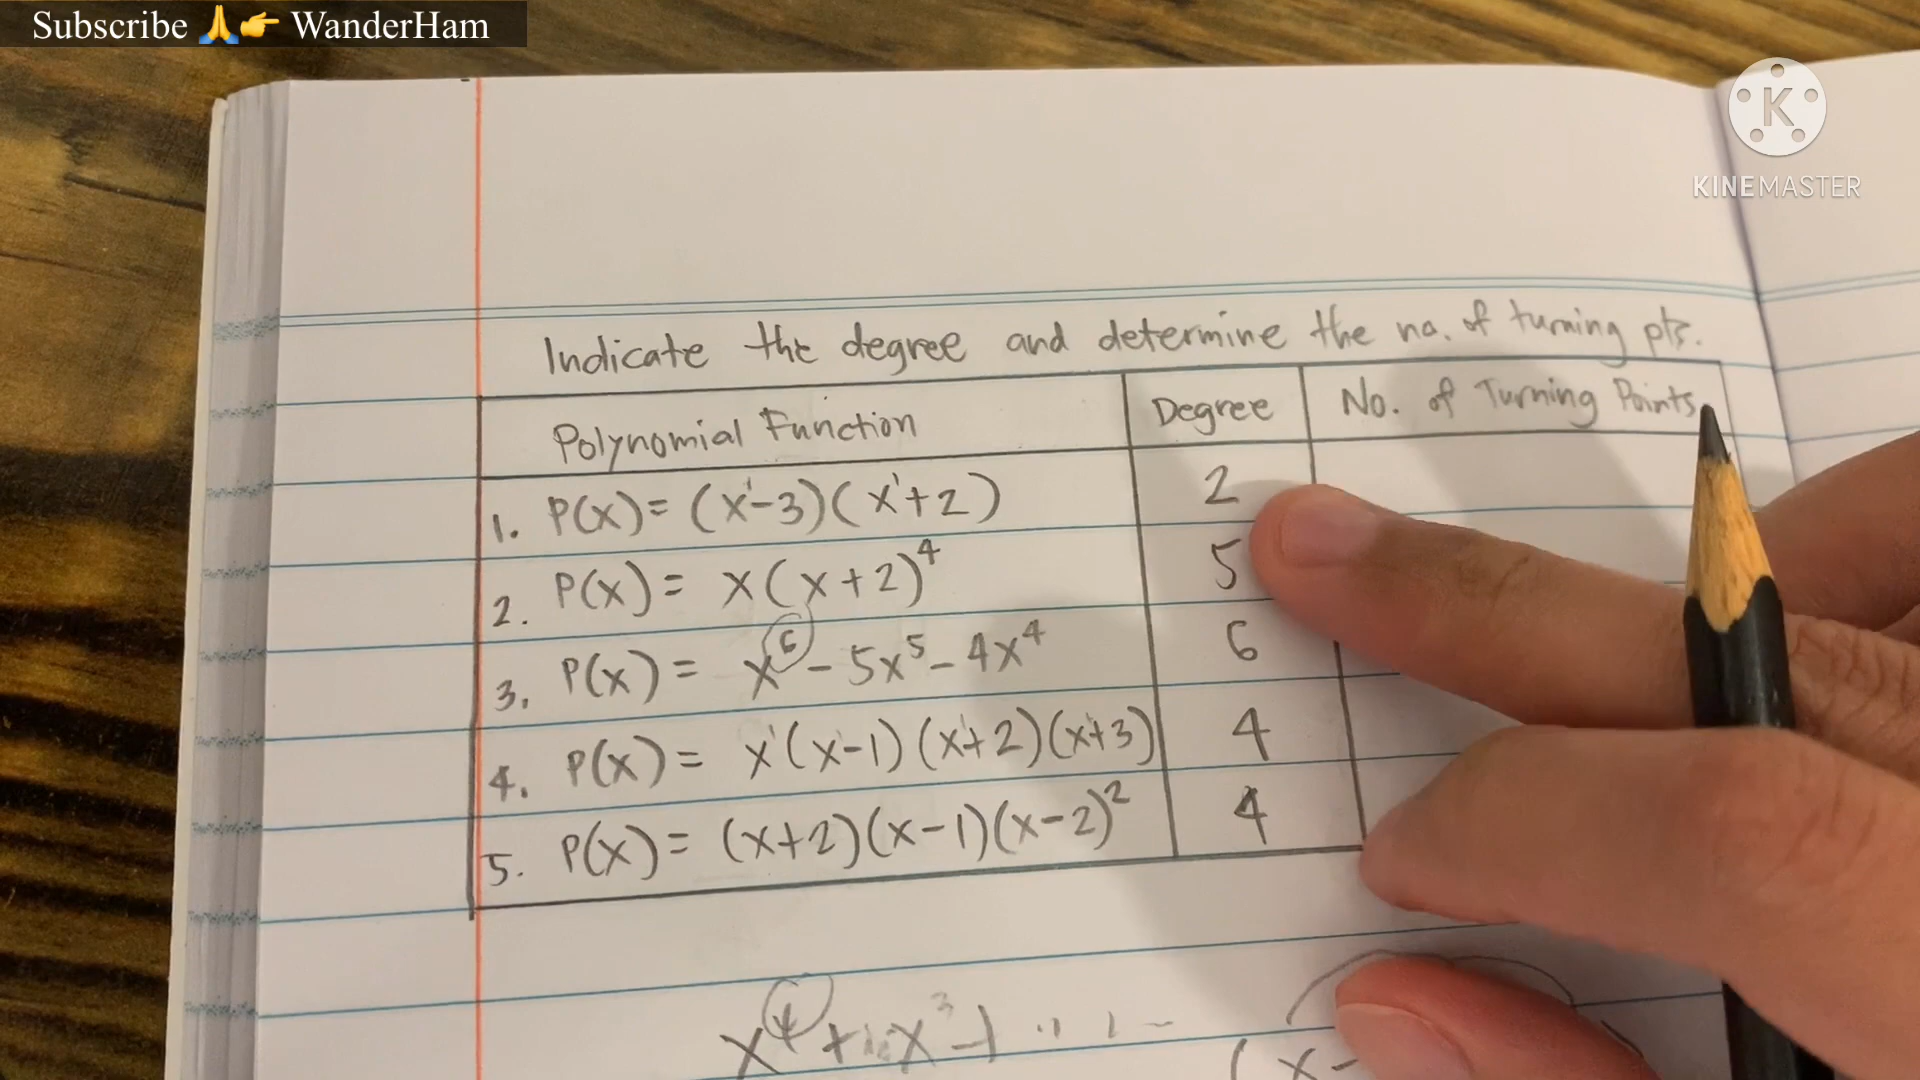 Subscribe 🙏👉 WanderHam
KINEMASTER
Indicate the degree and determine the no. of turning pts.
Polynomial Function Degree No. of Turning Points
1. P(x) = (x¹-3)(x¹+2) 2
2. P(x) = x(x+2)⁴ 5
3. P(x) = x⁶ - 5x⁵ - 4x⁴ 6
4. P(x) = x¹(x-1)(x¹+2)(x¹+3) 4
5. P(x) = (x+2)(x-1)(x-2)² 4